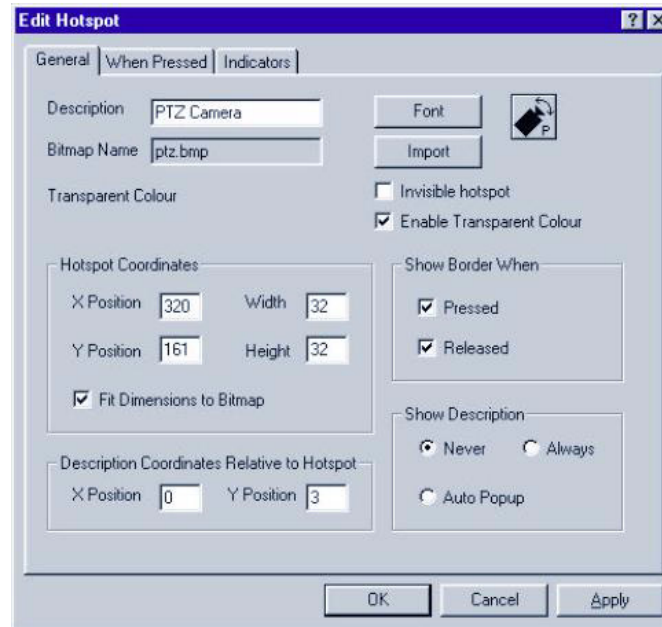 Edit Hotspot
General When Pressed Indicators
Description PTZ Camera Font
P
Bitmap Name ptz.bmp Import
Transparent Colour
Invisible hotspot
Enable Transparent Colour
Hotspot Coordinates
X Position 320 Width 32
Y Position 161 Height 32
Fit Dimensions to Bitmap
Show Border When
Pressed
Released
Description Coordinates Relative to Hotspot
X Position 0 Y Position 3
Show Description
Never Always
Auto Popup
OK Cancel Apply